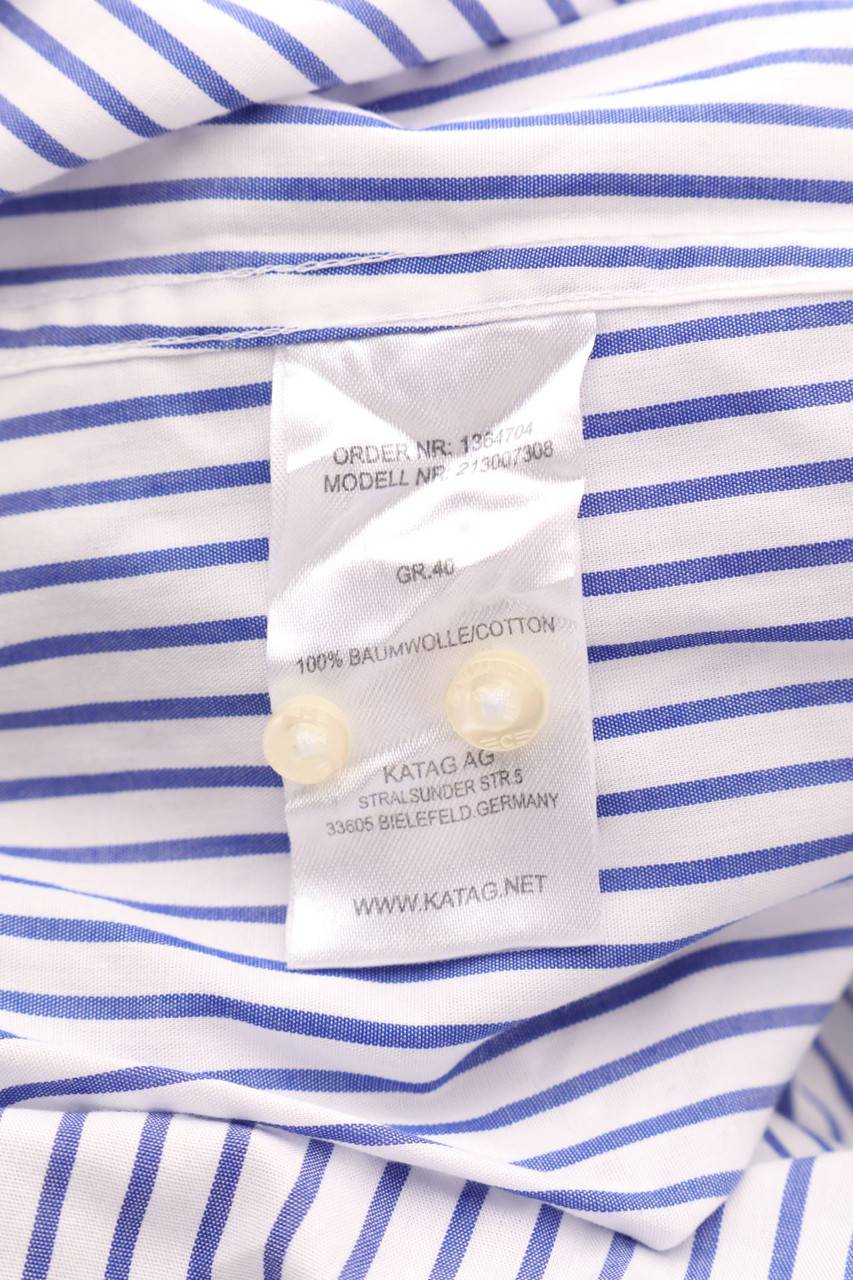 ORDER NR: 1364704
MODELL NR: 213007308
GR.40
100% BAUMWOLLE/COTTON
KATAG AG
STRALSUNDER STR.5
33605 BIELEFELD.GERMANY
WWW.KATAG.NET